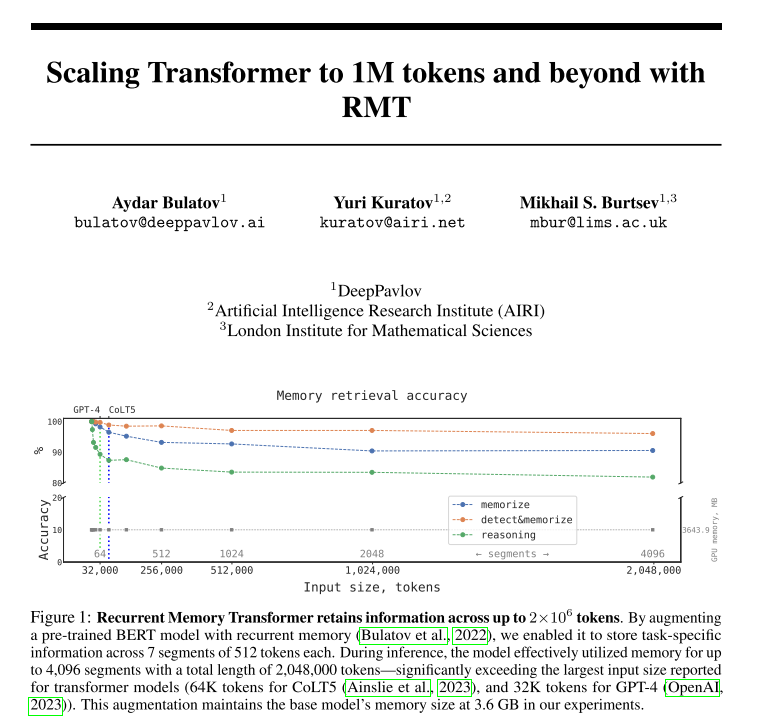 Scaling Transformer to 1M tokens and beyond with
RMT
Aydar Bulatov1
Yuri Kuratov1,2
Mikhail S. Burtsev1,3
bulatov@deeppavlov.ai
kuratov@airi.net
mbur@lims.ac.uk
1DeepPavlov
2Artificial Intelligence Research Institute (AIRI)
3London Institute for Mathematical Sciences
Memory retrieval accuracy
GPT-4 CoLT5
100
%
90
80
20
memorize
detect&memorize
reasoning
Accuracy
10
3643.9
GPU memory, MB
64 512 1024 2048 ← segments → 4096
0
32,000 256,000 512,000 1,024,000 2,048,000
Input size, tokens
Figure 1: Recurrent Memory Transformer retains information across up to 2×10⁶ tokens. By augmenting
a pre-trained BERT model with recurrent memory (Bulatov et al., 2022), we enabled it to store task-specific
information across 7 segments of 512 tokens each. During inference, the model effectively utilized memory for up
to 4,096 segments with a total length of 2,048,000 tokens—significantly exceeding the largest input size reported
for transformer models (64K tokens for CoLT5 (Ainslie et al., 2023), and 32K tokens for GPT-4 (OpenAI,
2023)). This augmentation maintains the base model's memory size at 3.6 GB in our experiments.